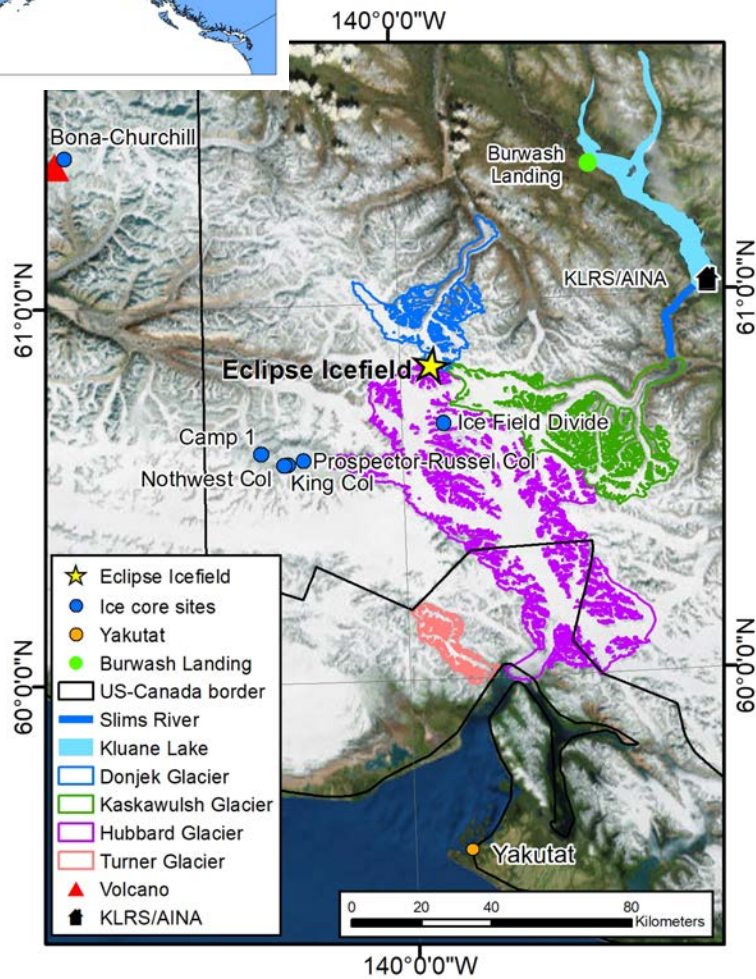 140°0'0"W
Bona-Churchill
Burwash
Landing
KLRS/AINA
61°0'0"N
61°0'0"N
Eclipse Icefield
Ice Field Divide
Camp 1
Prospector-Russel Col
Nothwest Col
King Col
Eclipse Icefield
Ice core sites
Yakutat
Burwash Landing
US-Canada border
Slims River
Kluane Lake
Donjek Glacier
Kaskawulsh Glacier
Hubbard Glacier
Turner Glacier
Volcano
KLRS/AINA
60°0'0"N
60°0'0"N
Yakutat
0 20 40 80
Kilometers
140°0'0"W